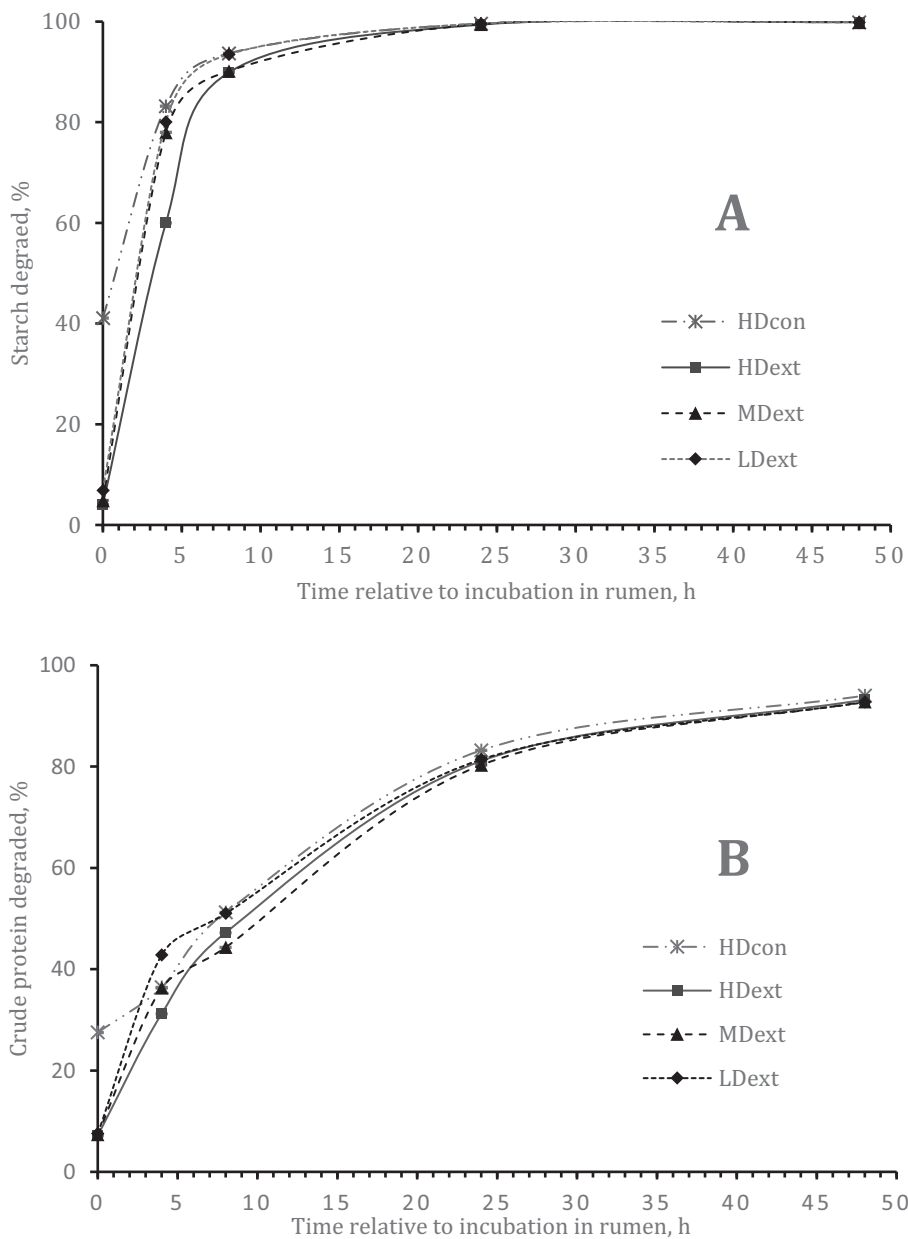 100
80
60
40
20
0
Starch degraed, %
A
HDcon
HDext
MDext
LDext
0 5 10 15 20 25 30 35 40 45 50
Time relative to incubation in rumen, h
100
80
60
40
20
0
Crude protein degraded, %
B
HDcon
HDext
MDext
LDext
0 5 10 15 20 25 30 35 40 45 50
Time relative to incubation in rumen, h